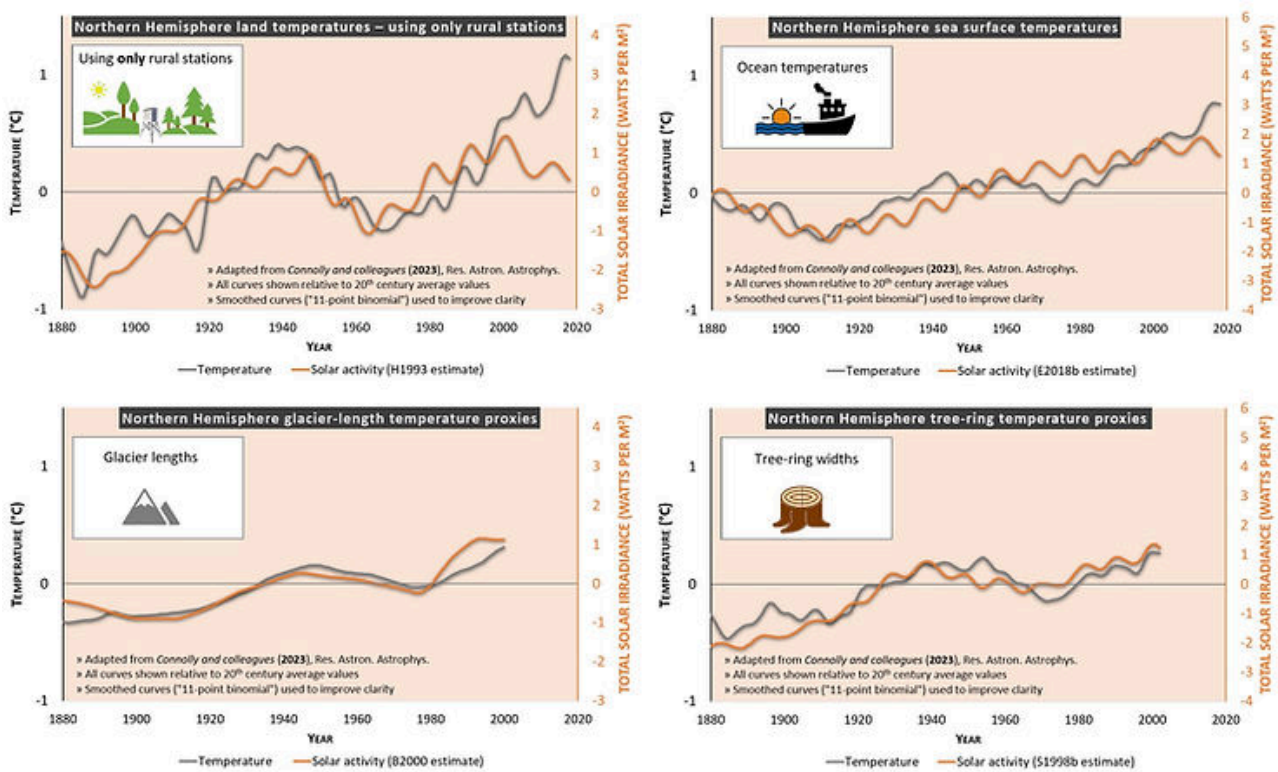 Northern Hemisphere land temperatures – using only rural stations
Using only rural stations
TEMPERATURE (°C)
1
0
-1
4
3
2
1
0
-1
-2
-3
TOTAL SOLAR IRRADIANCE (WATTS PER M²)
» Adapted from Connolly and colleagues (2023), Res. Astron. Astrophys.
» All curves shown relative to 20th century average values
» Smoothed curves ("11-point binomial") used to improve clarity
1880 1900 1920 1940 1960 1980 2000 2020
YEAR
Temperature Solar activity (H1993 estimate)
Northern Hemisphere sea surface temperatures
Ocean temperatures
TEMPERATURE (°C)
1
0
-1
6
5
4
3
2
1
0
-1
-2
-3
-4
TOTAL SOLAR IRRADIANCE (WATTS PER M²)
» Adapted from Connolly and colleagues (2023), Res. Astron. Astrophys.
» All curves shown relative to 20th century average values
» Smoothed curves ("11-point binomial") used to improve clarity
1880 1900 1920 1940 1960 1980 2000 2020
YEAR
Temperature Solar activity (E2018b estimate)
Northern Hemisphere glacier-length temperature proxies
Glacier lengths
TEMPERATURE (°C)
1
0
-1
4
3
2
1
0
-1
-2
-3
TOTAL SOLAR IRRADIANCE (WATTS PER M²)
» Adapted from Connolly and colleagues (2023), Res. Astron. Astrophys.
» All curves shown relative to 20th century average values
» Smoothed curves ("11-point binomial") used to improve clarity
1880 1900 1920 1940 1960 1980 2000 2020
YEAR
Temperature Solar activity (B2000 estimate)
Northern Hemisphere tree-ring temperature proxies
Tree-ring widths
TEMPERATURE (°C)
1
0
-1
6
5
4
3
2
1
0
-1
-2
-3
-4
TOTAL SOLAR IRRADIANCE (WATTS PER M²)
» Adapted from Connolly and colleagues (2023), Res. Astron. Astrophys.
» All curves shown relative to 20th century average values
» Smoothed curves ("11-point binomial") used to improve clarity
1880 1900 1920 1940 1960 1980 2000 2020
YEAR
Temperature Solar activity (S1998b estimate)